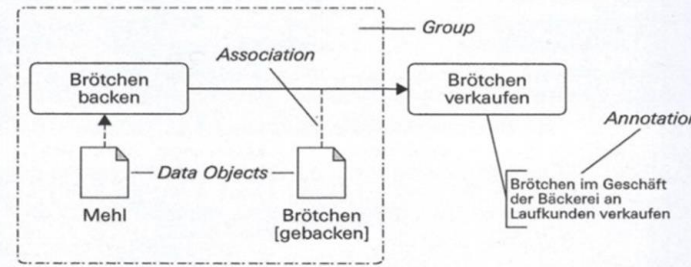 Group
Association
Brötchen
backen
Brötchen
verkaufen
Annotation
Data Objects
Mehl
Brötchen
[gebacken]
Brötchen im Geschäft
der Bäckerei an
Laufkunden verkaufen